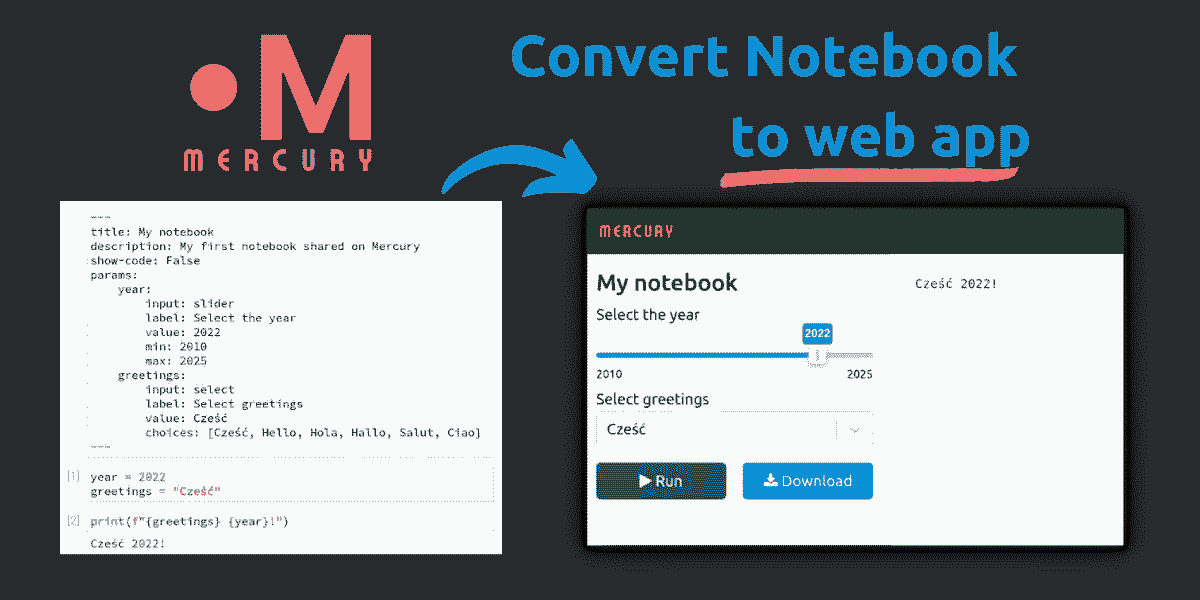 M
MERCURY
Convert Notebook
to web app
---
title: My notebook
description: My first notebook shared on Mercury
show-code: False
params:
    year:
        input: slider
        label: Select the year
        value: 2022
        min: 2010
        max: 2025
    greetings:
        input: select
        label: Select greetings
        value: Cześć
        choices: [Cześć, Hello, Hola, Hallo, Salut, Ciao]
---
[1] year = 2022
greetings = "Cześć"
[2] print(f"{greetings} {year}!")
Cześć 2022!
MERCURY
My notebook
Select the year
2022
2010 2025
Select greetings
Cześć
Run Download
Cześć 2022!